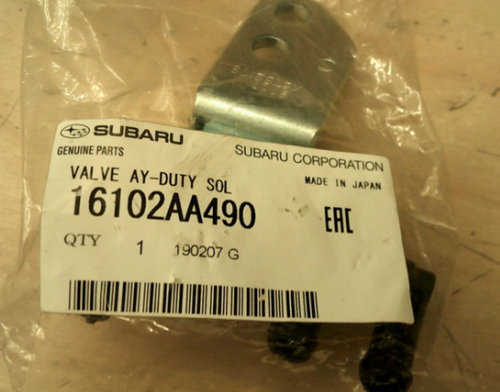 SUBARU
GENUINE PARTS
SUBARU CORPORATION
VALVE AY-DUTY SOL
MADE IN JAPAN
16102AA490
EAC
QTY 1 190207 G